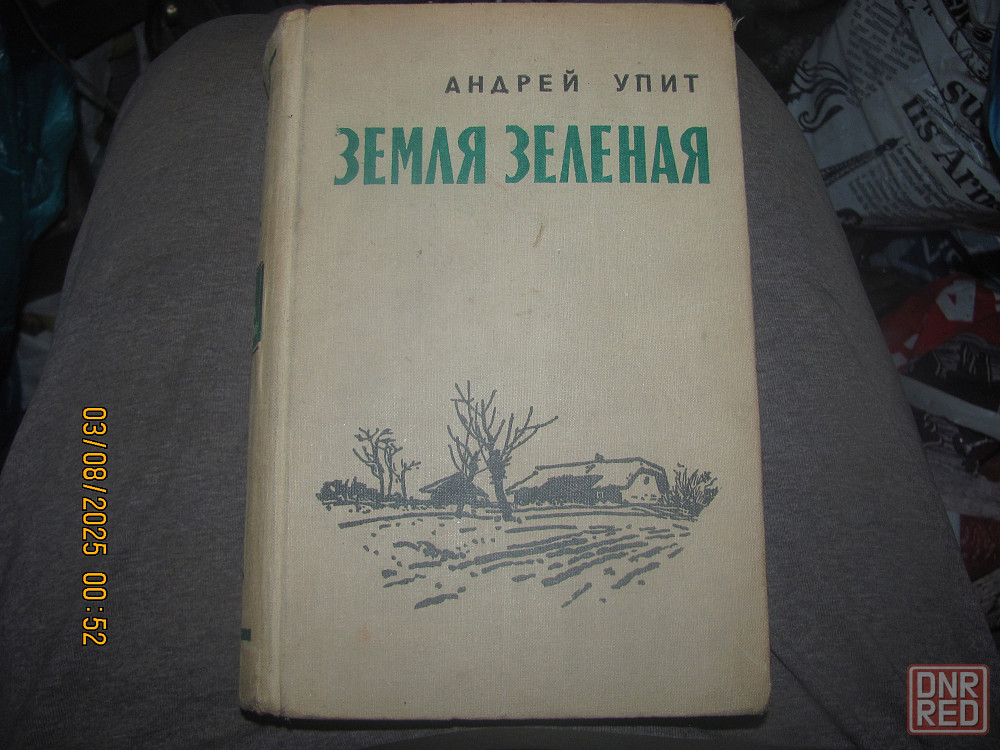 АНДРЕЙ УПИТ
ЗЕМЛЯ ЗЕЛЕНАЯ
03/08/2025 00:52
DNR
RED